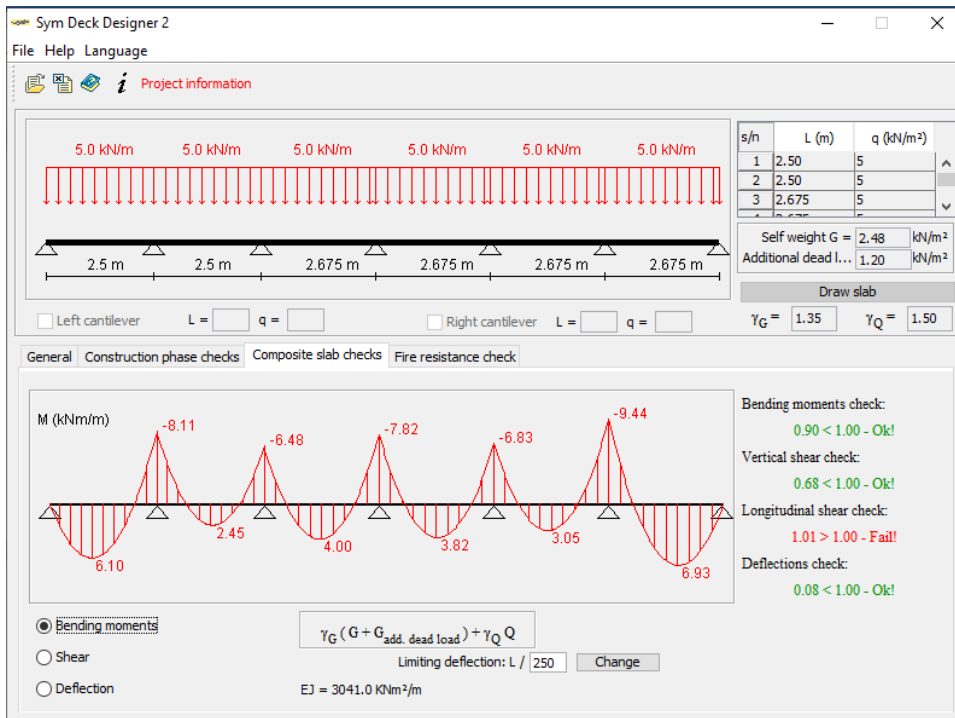 Sym Deck Designer 2
File Help Language
i Project information
5.0 kN/m 5.0 kN/m 5.0 kN/m 5.0 kN/m 5.0 kN/m 5.0 kN/m
2.5 m 2.5 m 2.675 m 2.675 m 2.675 m 2.675 m
s/n L (m) q (kN/m²)
1 2.50 5
2 2.50 5
3 2.675 5
Self weight G = 2.48 kN/m²
Additional dead l... 1.20 kN/m²
Draw slab
Left cantilever L = q = Right cantilever L = q =
γG = 1.35 γQ = 1.50
General Construction phase checks Composite slab checks Fire resistance check
M (kNm/m)
-8.11 -6.48 -7.82 -6.83 -9.44
6.10 2.45 4.00 3.82 3.05 6.93
Bending moments check:
0.90 < 1.00 - Ok!
Vertical shear check:
0.68 < 1.00 - Ok!
Longitudinal shear check:
1.01 > 1.00 - Fail!
Deflections check:
0.08 < 1.00 - Ok!
Bending moments
Shear
Deflection
γG (G + Gadd. dead load) + γQ Q
Limiting deflection: L / 250 Change
EJ = 3041.0 KNm²/m